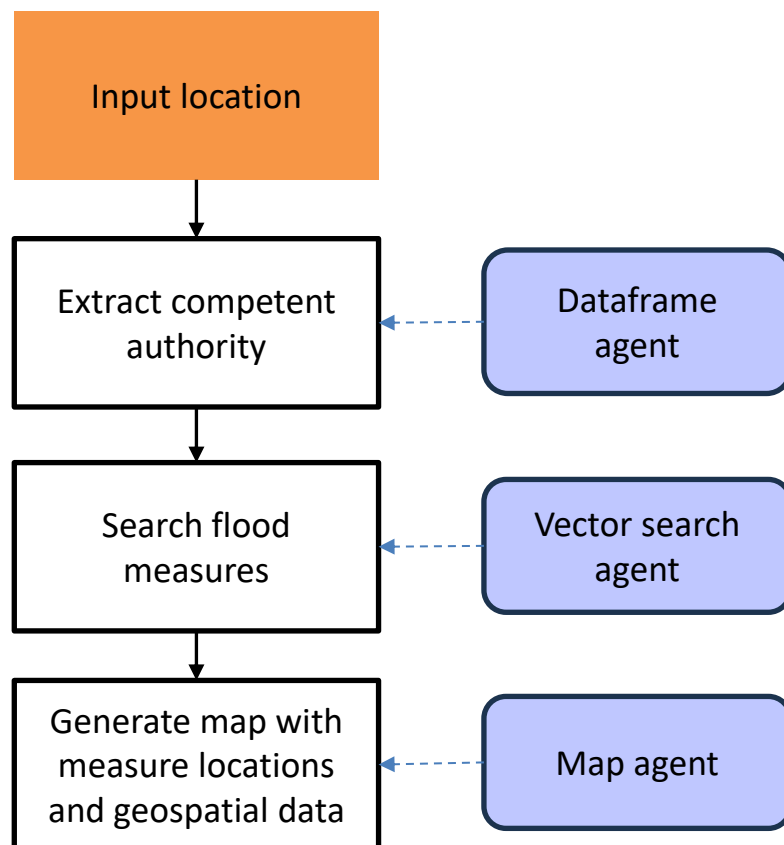 Input location
Extract competent
authority
Dataframe
agent
Search flood
measures
Vector search
agent
Generate map with
measure locations
and geospatial data
Map agent